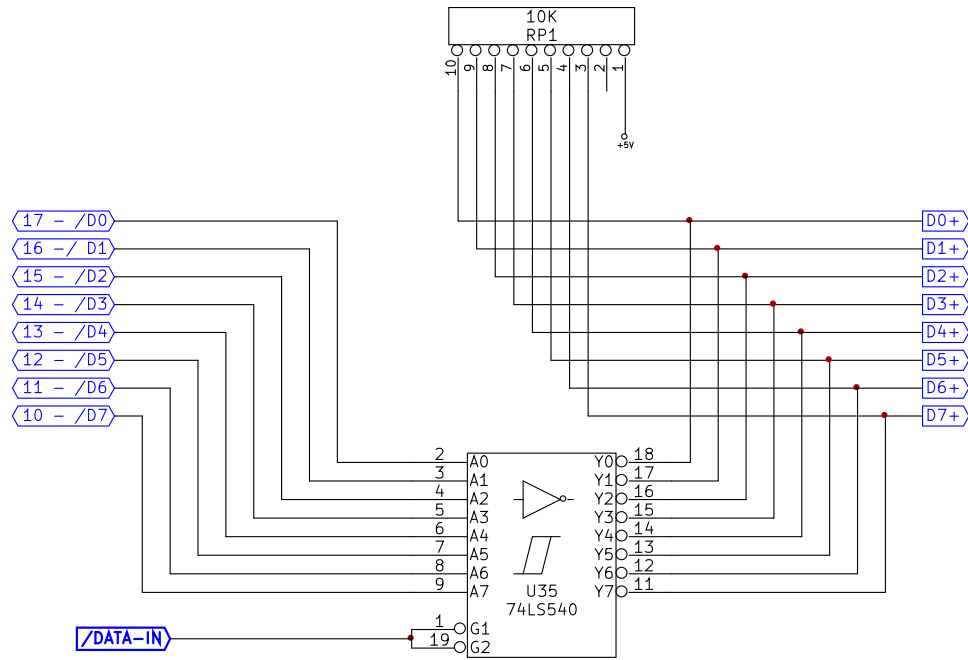 10K
RP1
10 9 8 7 6 5 4 3 2 1
+5V
17 - /D0 D0+
16 -/ D1 D1+
15 - /D2 D2+
14 - /D3 D3+
13 - /D4 D4+
12 - /D5 D5+
11 - /D6 D6+
10 - /D7 D7+
2 A0 Y0 18
3 A1 Y1 17
4 A2 Y2 16
5 A3 Y3 15
6 A4 Y4 14
7 A5 Y5 13
8 A6 Y6 12
9 A7 Y7 11
U35
74LS540
1 G1
/DATA-IN 19 G2